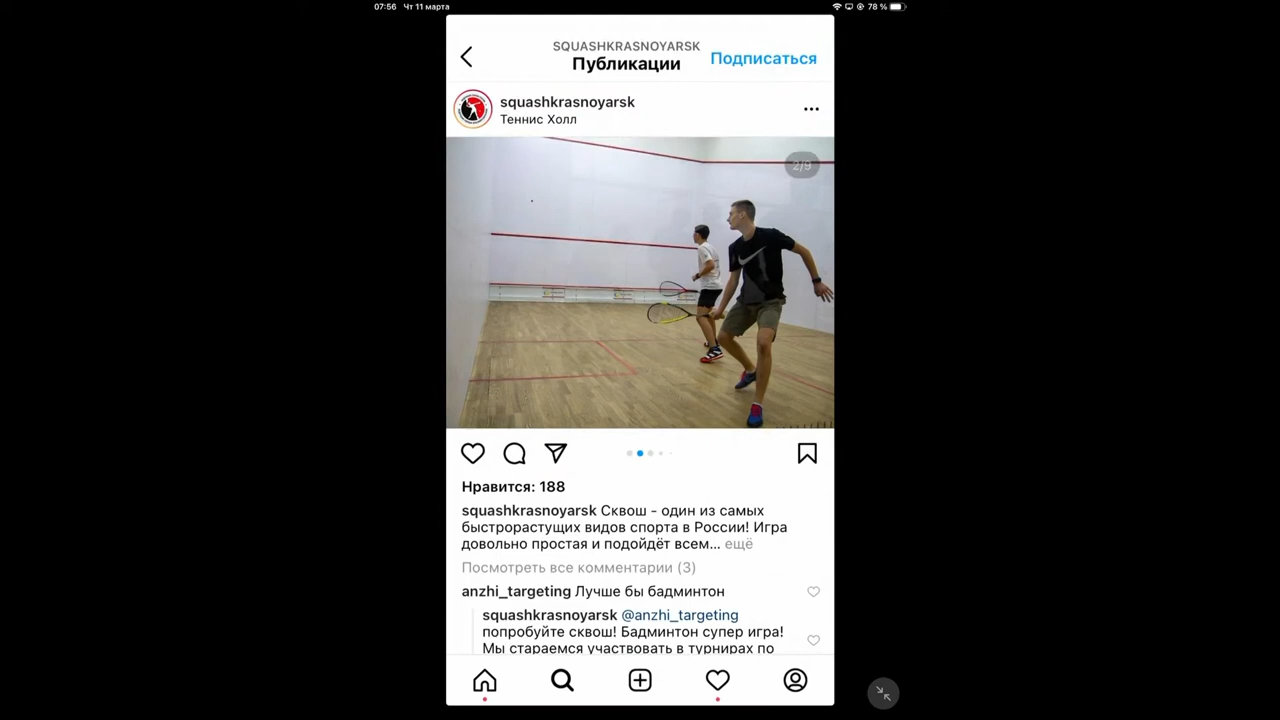 07:56 Чт 11 марта
78 %
SQUASHKRASNOYARSK
Публикации
Подписаться
squashkrasnoyarsk
Теннис Холл
2/9
Нравится: 188
squashkrasnoyarsk Сквош - один из самых
быстрорастущих видов спорта в России! Игра
довольно простая и подойдёт всем... ещё
Посмотреть все комментарии (3)
anzhi_targeting Лучше бы бадминтон
squashkrasnoyarsk @anzhi_targeting
попробуйте сквош! Бадминтон супер игра!
Мы стараемся участвовать в турнирах по